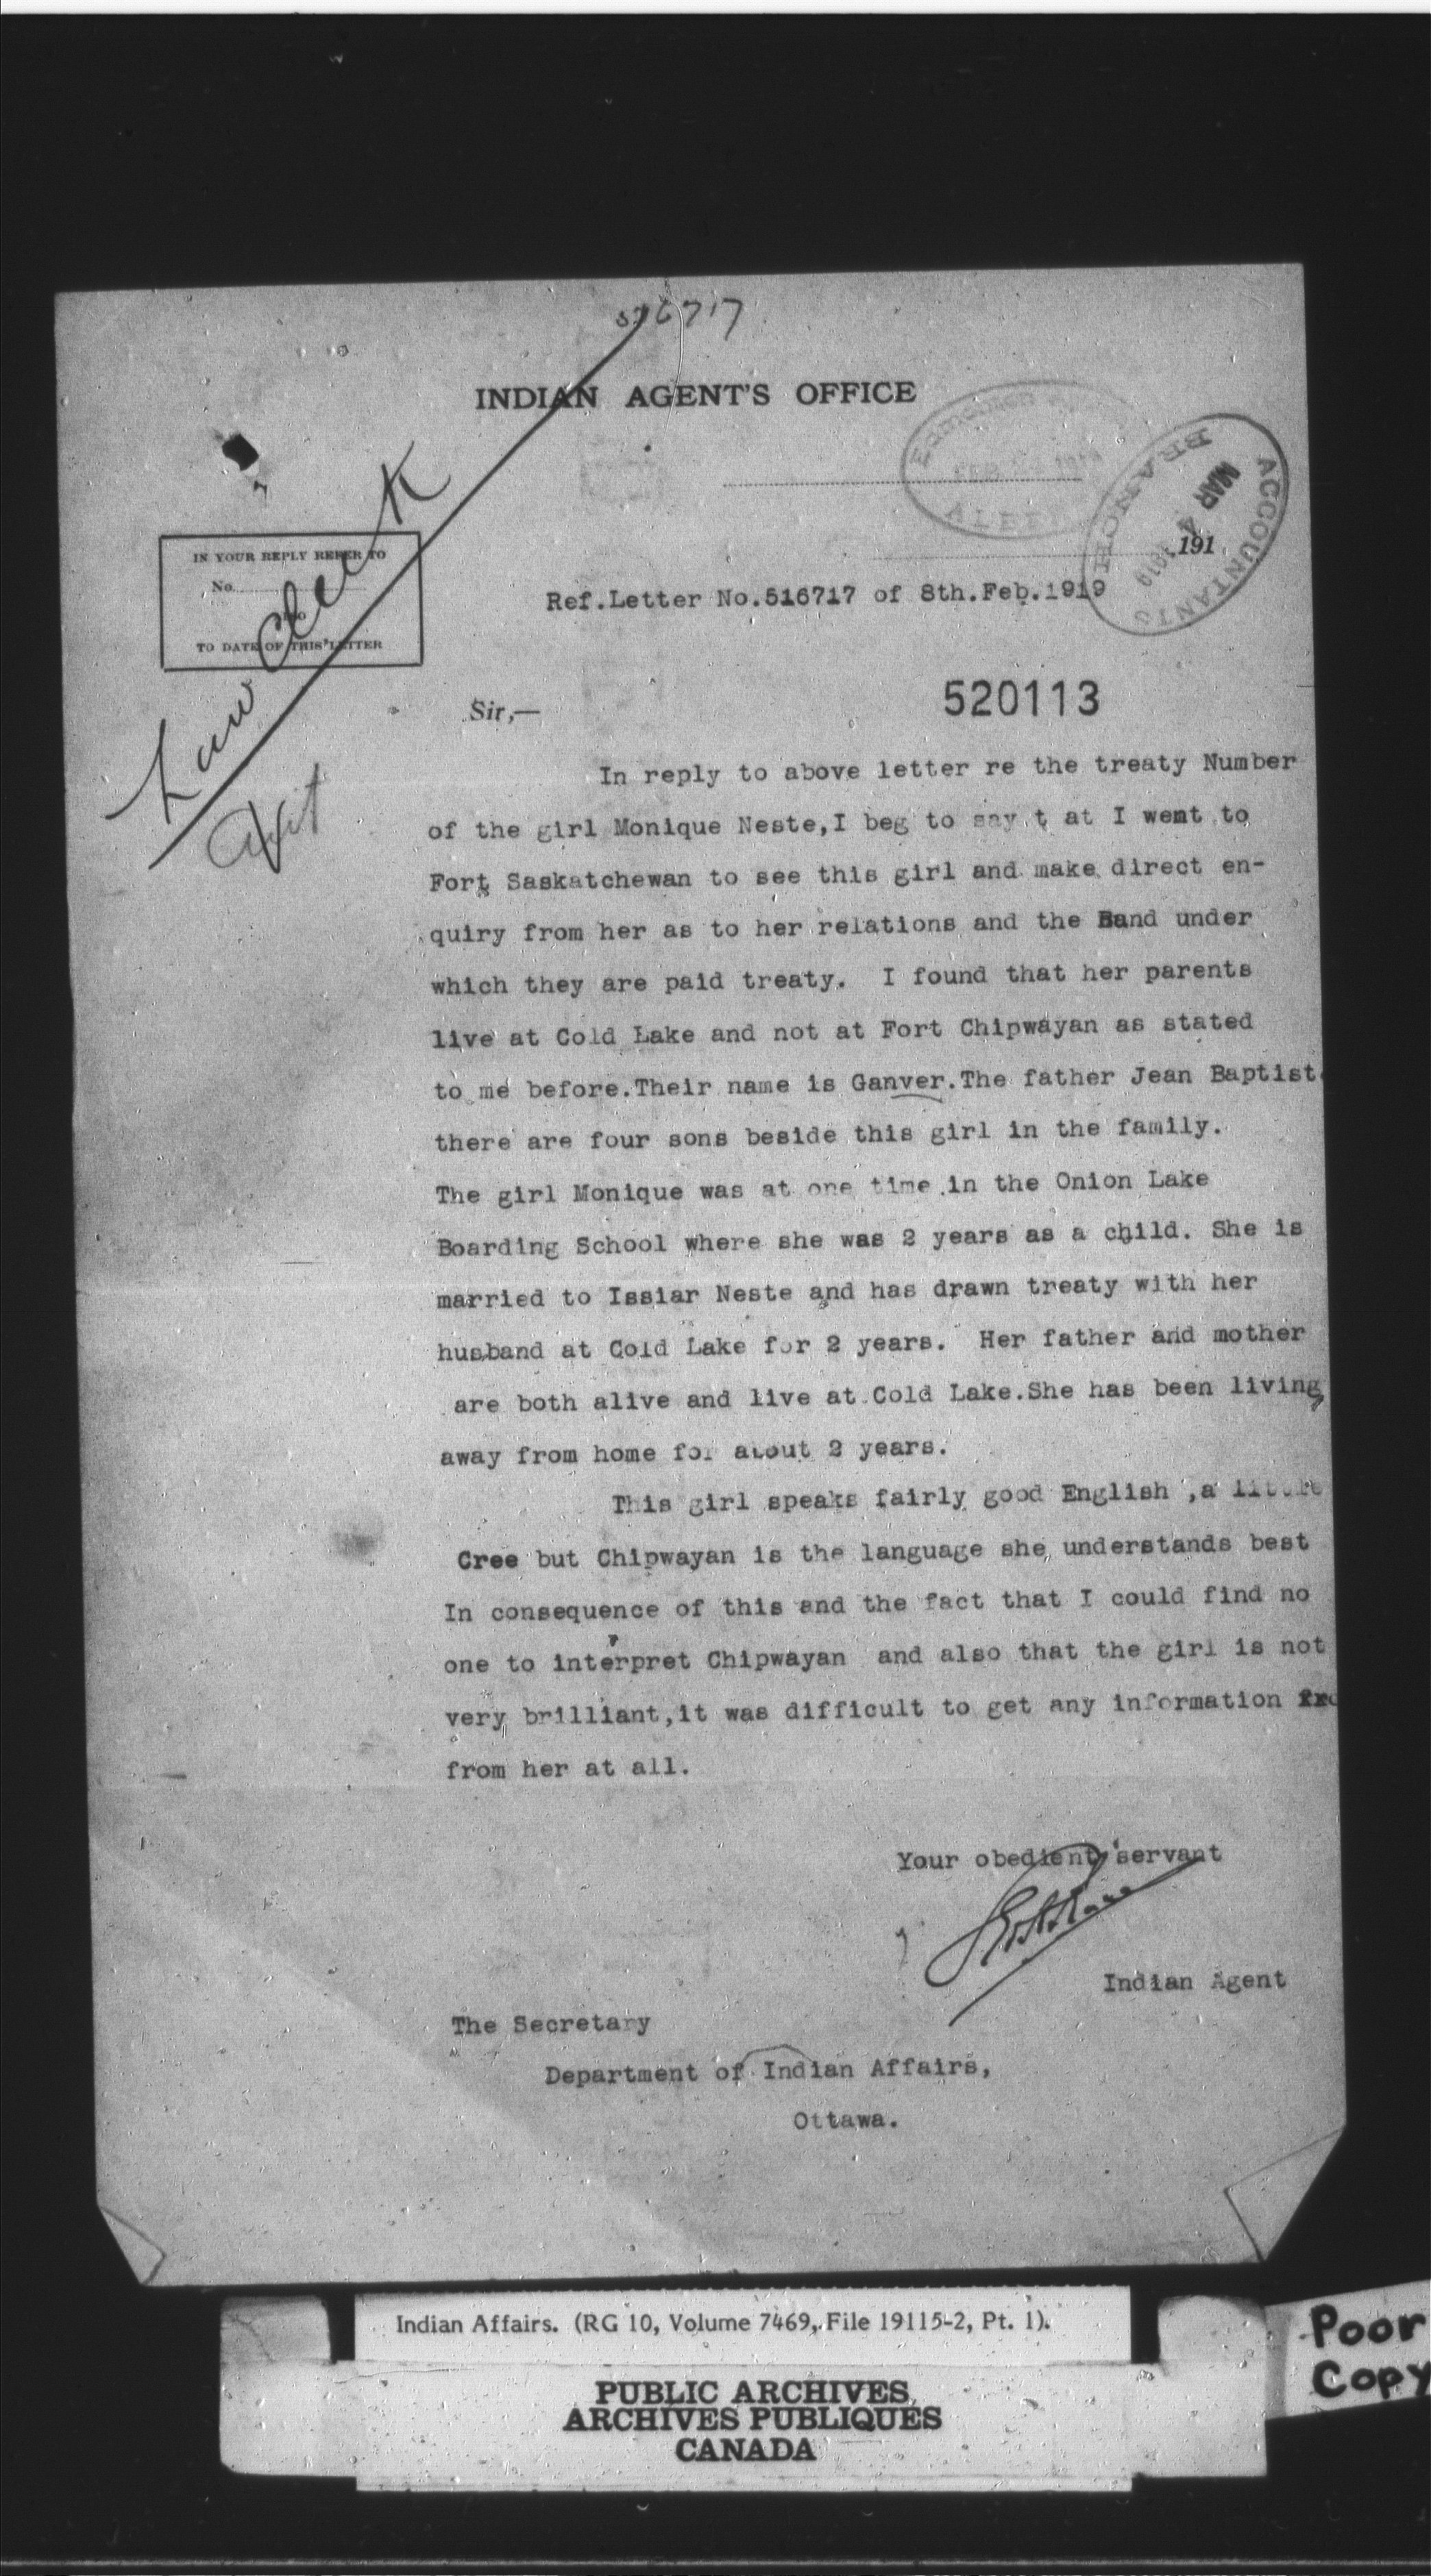 516717
INDIAN AGENT'S OFFICE
Edmonton
ALBERTA
ACCOUNTANTS
BRANCH
MAR 4 1919
191
IN YOUR REPLY REFER TO
No.
TO DATE OF THIS LETTER
Law Clerk
Ref.Letter No.516717 of 8th.Feb.1919
520113
Sir,—
In reply to above letter re the treaty Number
of the girl Monique Neste,I beg to say t at I went to
Fort Saskatchewan to see this girl and make direct en-
quiry from her as to her relations and the Band under
which they are paid treaty. I found that her parents
live at Cold Lake and not at Fort Chipwayan as stated
to me before.Their name is Ganver.The father Jean Baptist
there are four sons beside this girl in the family.
The girl Monique was at one time in the Onion Lake
Boarding School where she was 2 years as a child. She is
married to Issiar Neste and has drawn treaty with her
husband at Cold Lake for 2 years. Her father and mother
are both alive and live at Cold Lake.She has been living
away from home for about 2 years.
This girl speaks fairly good English ,a little
Cree but Chipwayan is the language she understands best
In consequence of this and the fact that I could find no
one to interpret Chipwayan and also that the girl is not
very brilliant,it was difficult to get any information fro
from her at all.
Your obedient servant
Indian Agent
The Secretary
Department of Indian Affairs,
Ottawa.
Indian Affairs. (RG 10, Volume 7469, File 19115-2, Pt. 1).
PUBLIC ARCHIVES
ARCHIVES PUBLIQUES
CANADA
Poor
Copy